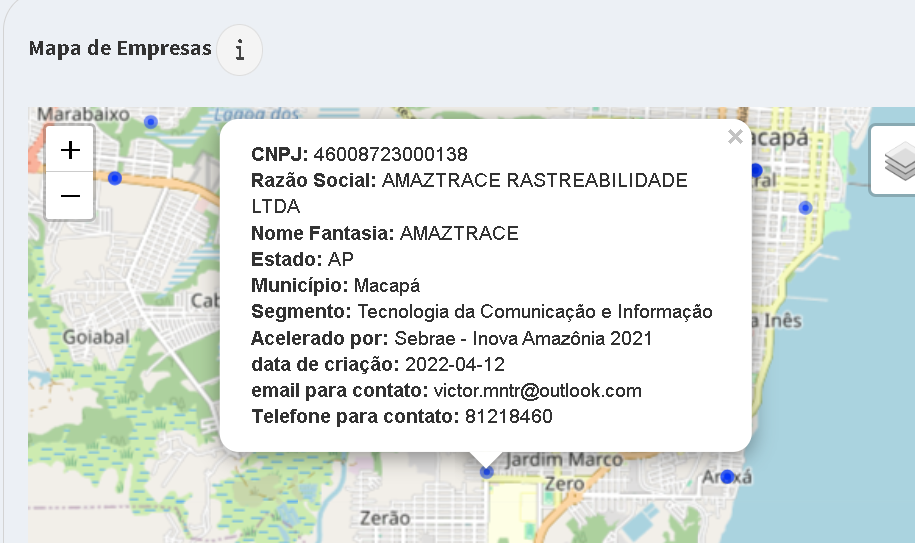 Mapa de Empresas i
Marabaixo
Lagoa dos
+
−
×
CNPJ: 46008723000138
Razão Social: AMAZTRACE RASTREABILIDADE
LTDA
Nome Fantasia: AMAZTRACE
Estado: AP
Município: Macapá
Segmento: Tecnologia da Comunicação e Informação
Acelerado por: Sebrae - Inova Amazônia 2021
data de criação: 2022-04-12
email para contato: victor.mntr@outlook.com
Telefone para contato: 81218460
acapá
ral
Cab
Goiabal
a Inês
Jardim Marco
Zero
Araxá
Zerão